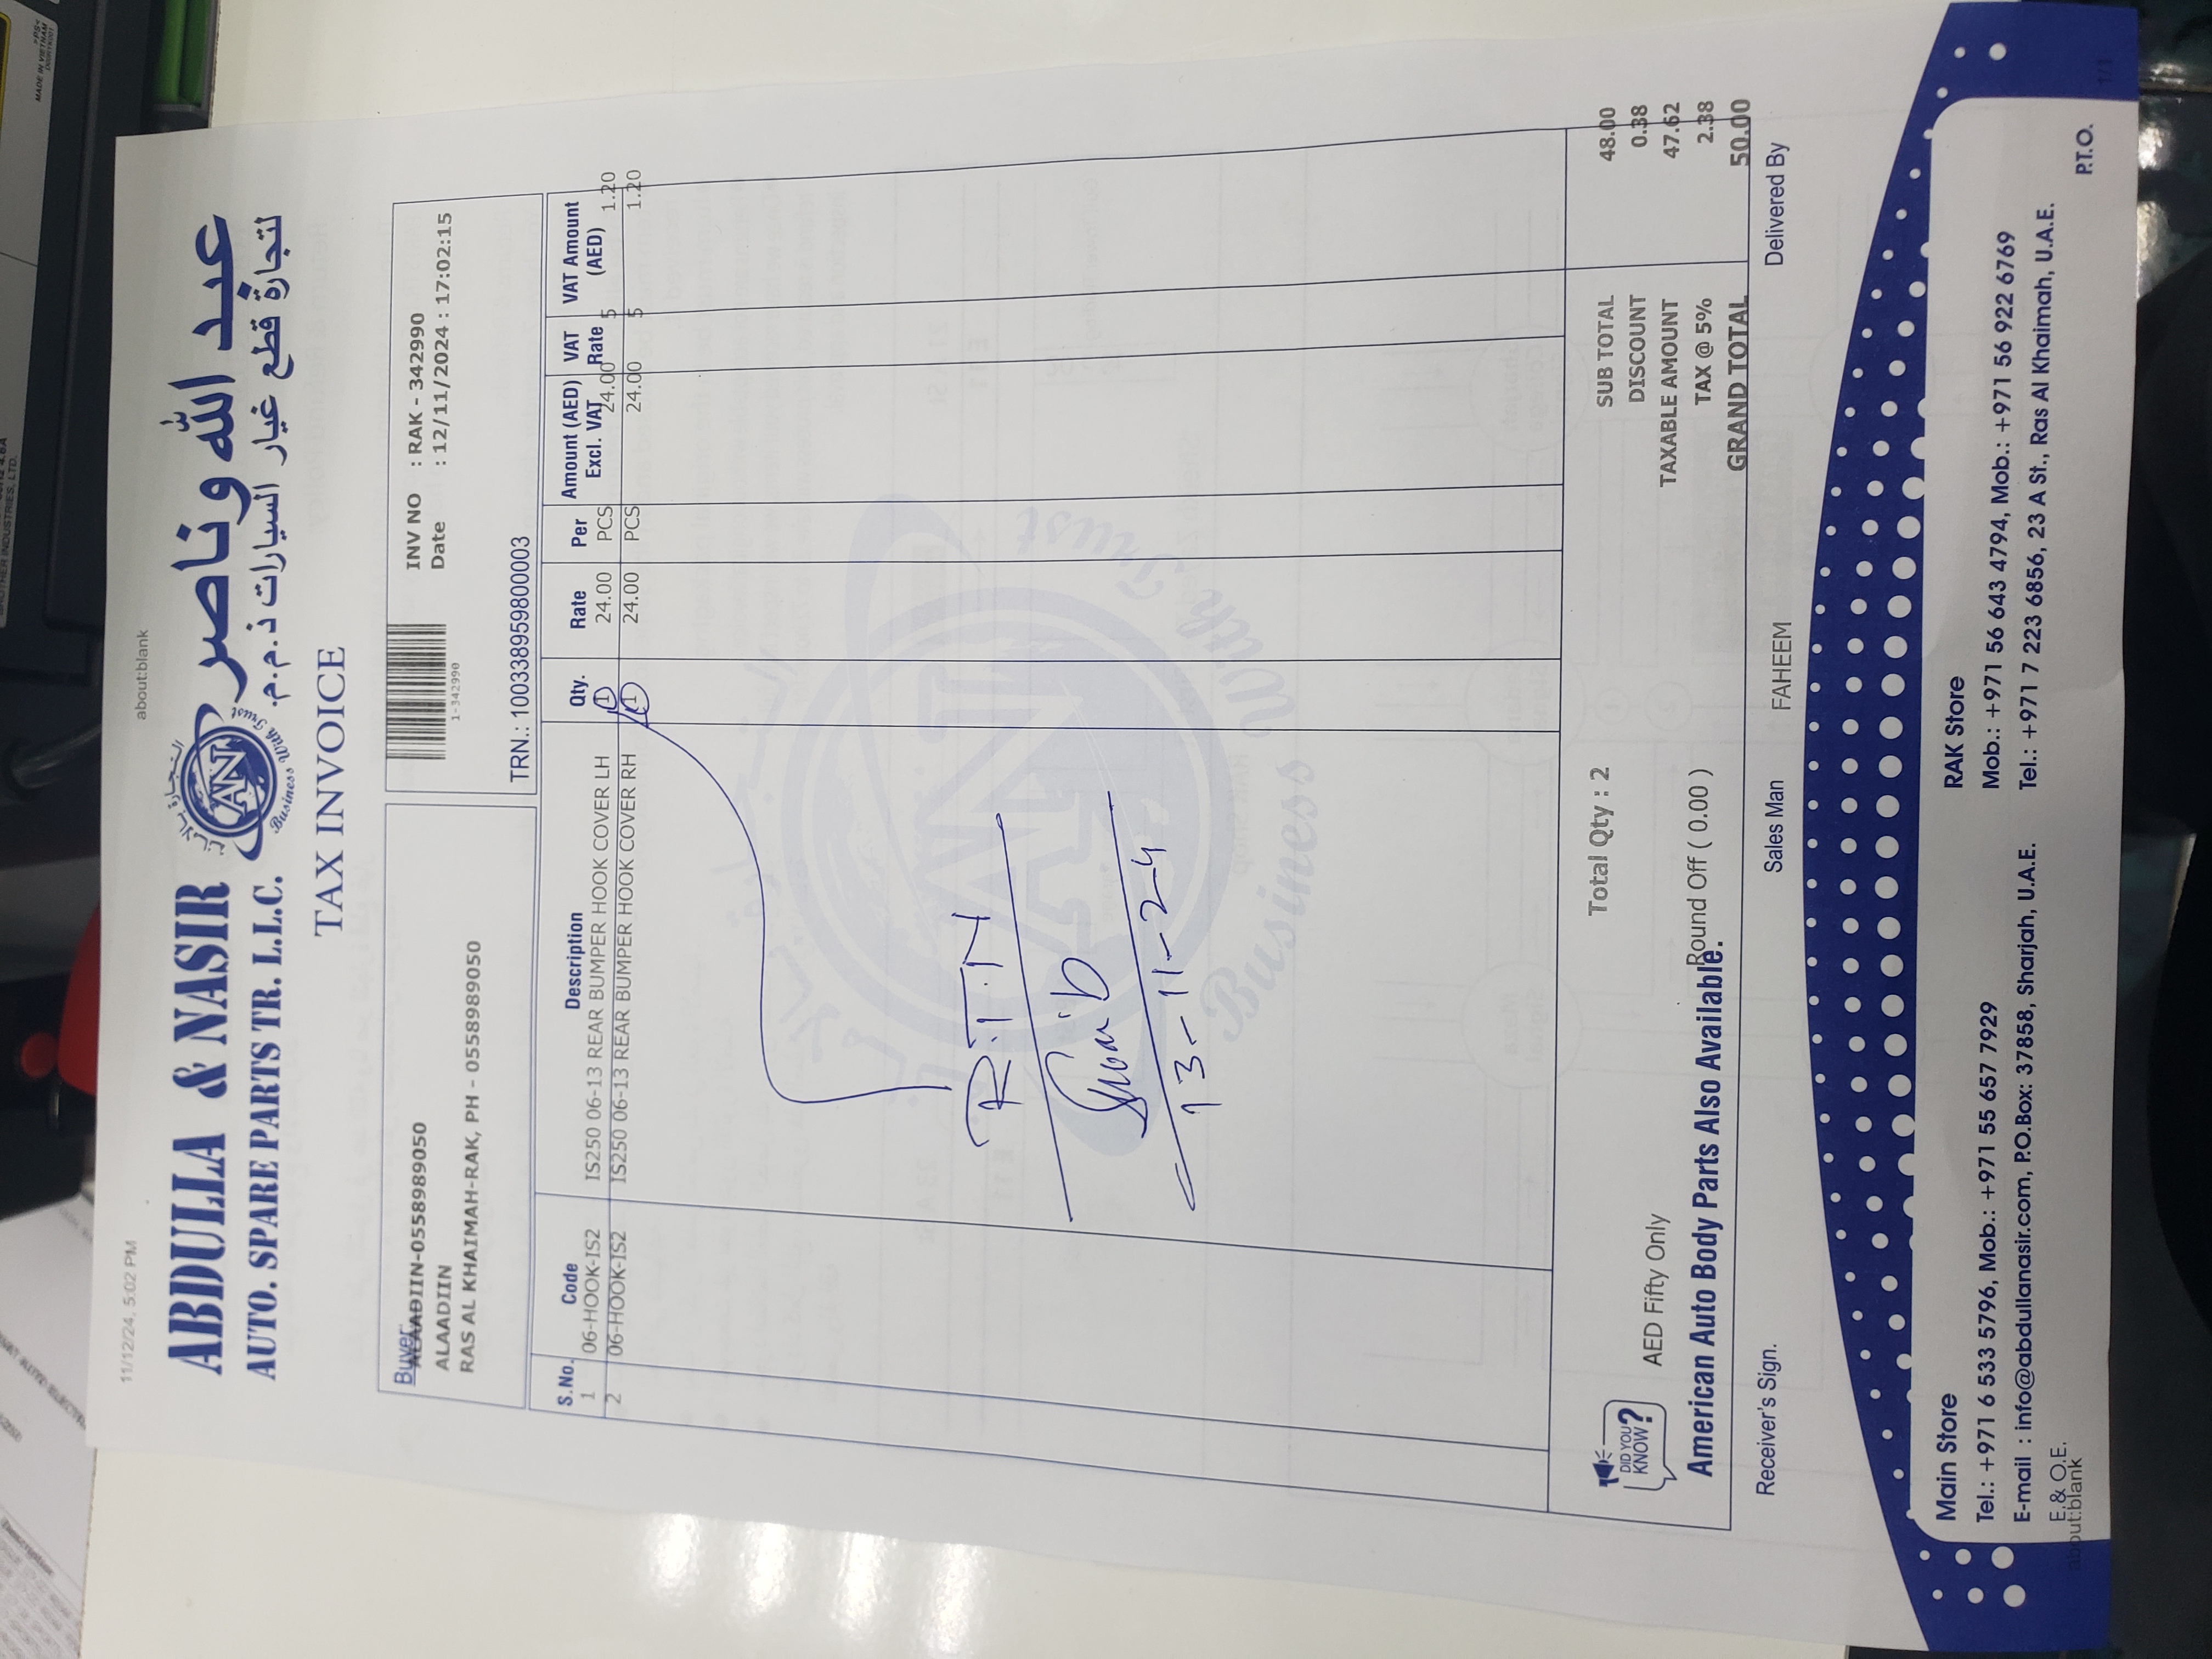 11/12/24, 5:02 PM about:blank
ABDULLA & NASIR
AUTO. SPARE PARTS TR. L.L.C.
AN
Business With Trust
عبد الله وناصر
لتجارة قطع غيار السيارات ذ.م.م.
TAX INVOICE
Buyer:
ALAADIIN-0558989050
ALAADIIN
RAS AL KHAIMAH-RAK, PH - 0558989050
1-342990
INV NO : RAK - 342990
Date : 12/11/2024 : 17:02:15
TRN.: 100338959800003
S.No. Code Description Qty. Rate Per Amount (AED) Excl. VAT VAT Rate VAT Amount (AED)
1 06-HOOK-IS2 IS250 06-13 REAR BUMPER HOOK COVER LH 1 24.00 PCS 24.00 5 1.20
2 06-HOOK-IS2 IS250 06-13 REAR BUMPER HOOK COVER RH 1 24.00 PCS 24.00 5 1.20
R.T.N
13-11-24
Business With Trust
Total Qty : 2
SUB TOTAL 48.00
DISCOUNT 0.38
TAXABLE AMOUNT 47.62
TAX @ 5% 2.38
GRAND TOTAL 50.00
DID YOU KNOW?
AED Fifty Only
Round Off ( 0.00 )
American Auto Body Parts Also Available.
Receiver's Sign. Sales Man FAHEEM Delivered By
Main Store
Tel.: +971 6 533 5796, Mob.: +971 55 657 7929
E-mail : info@abdullanasir.com, P.O.Box: 37858, Sharjah, U.A.E.
RAK Store
Mob.: +971 56 643 4794, Mob.: +971 56 922 6769
Tel.: +971 7 223 6856, 23 A St., Ras Al Khaimah, U.A.E.
E.& O.E. P.T.O.
about:blank 1/1
MADE IN VIETNAM